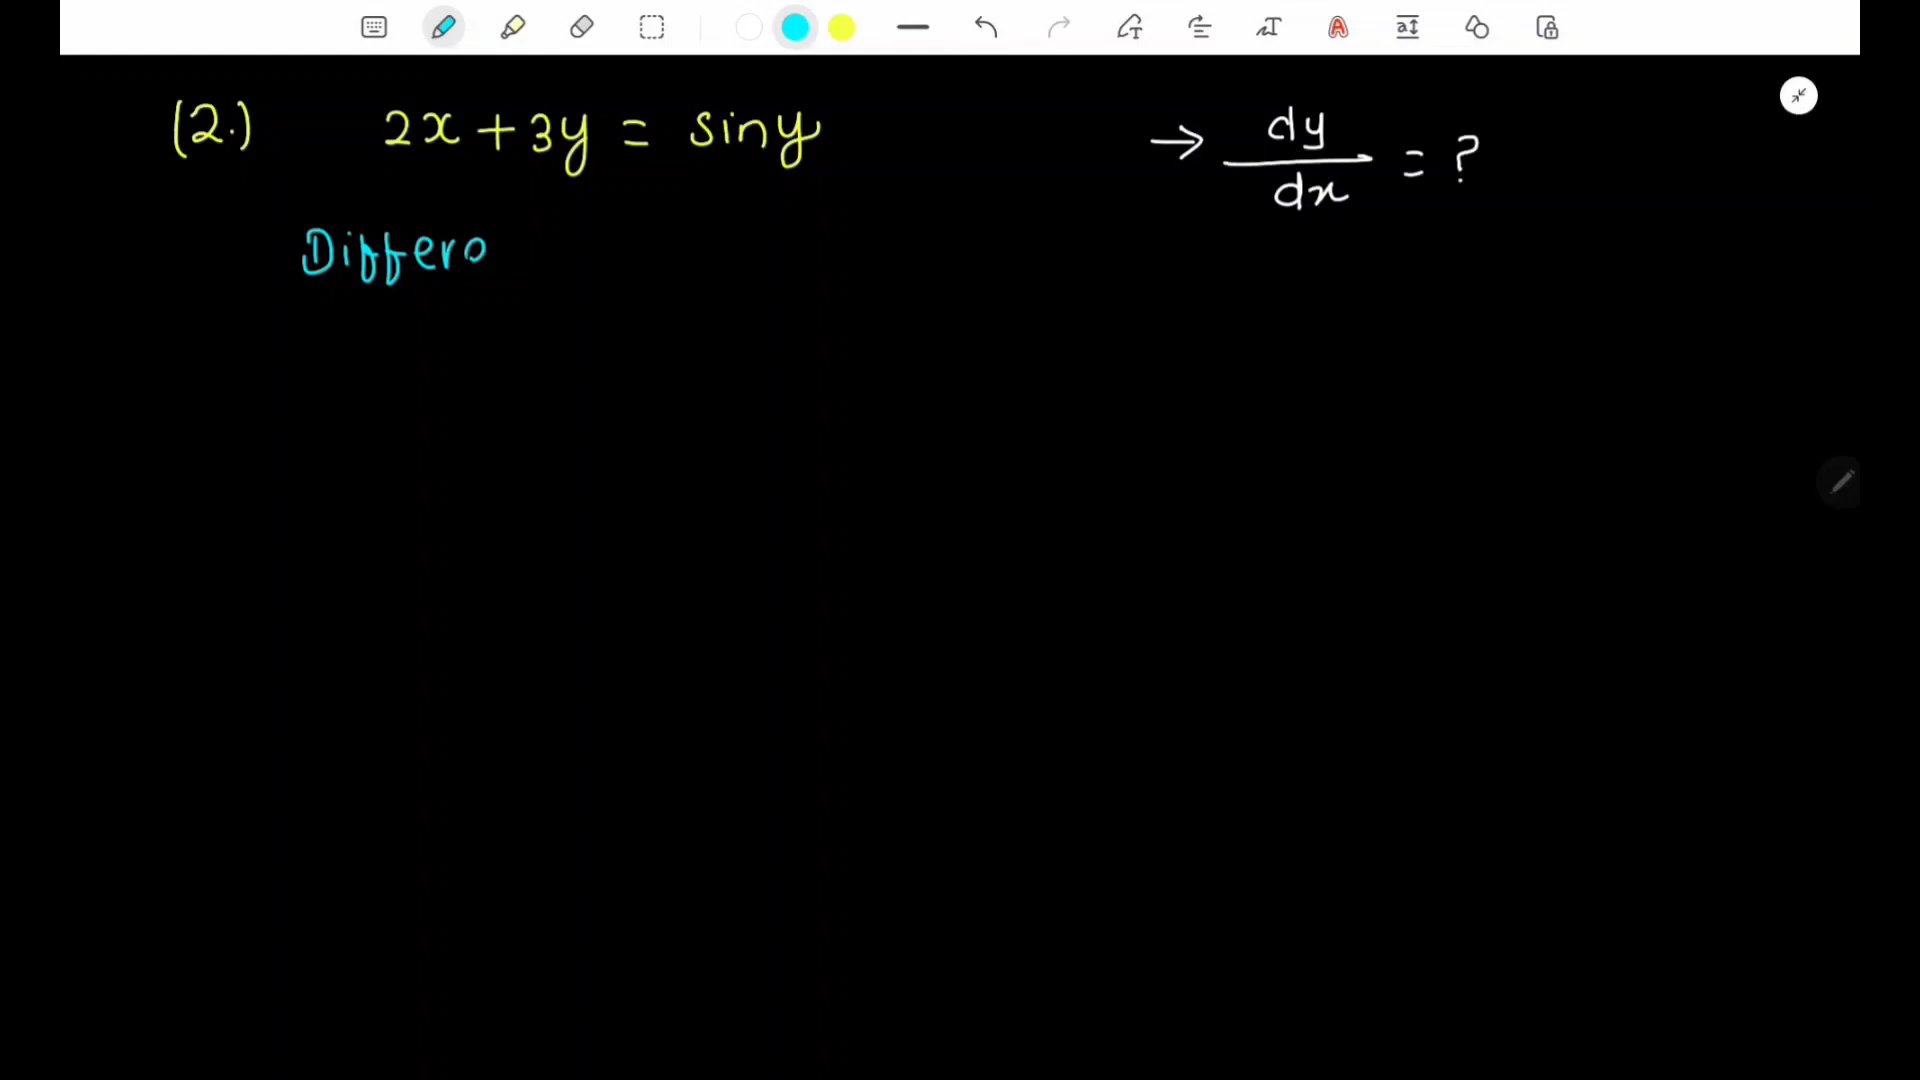 (2.) 2x + 3y = siny → dy/dx = ?
Differo